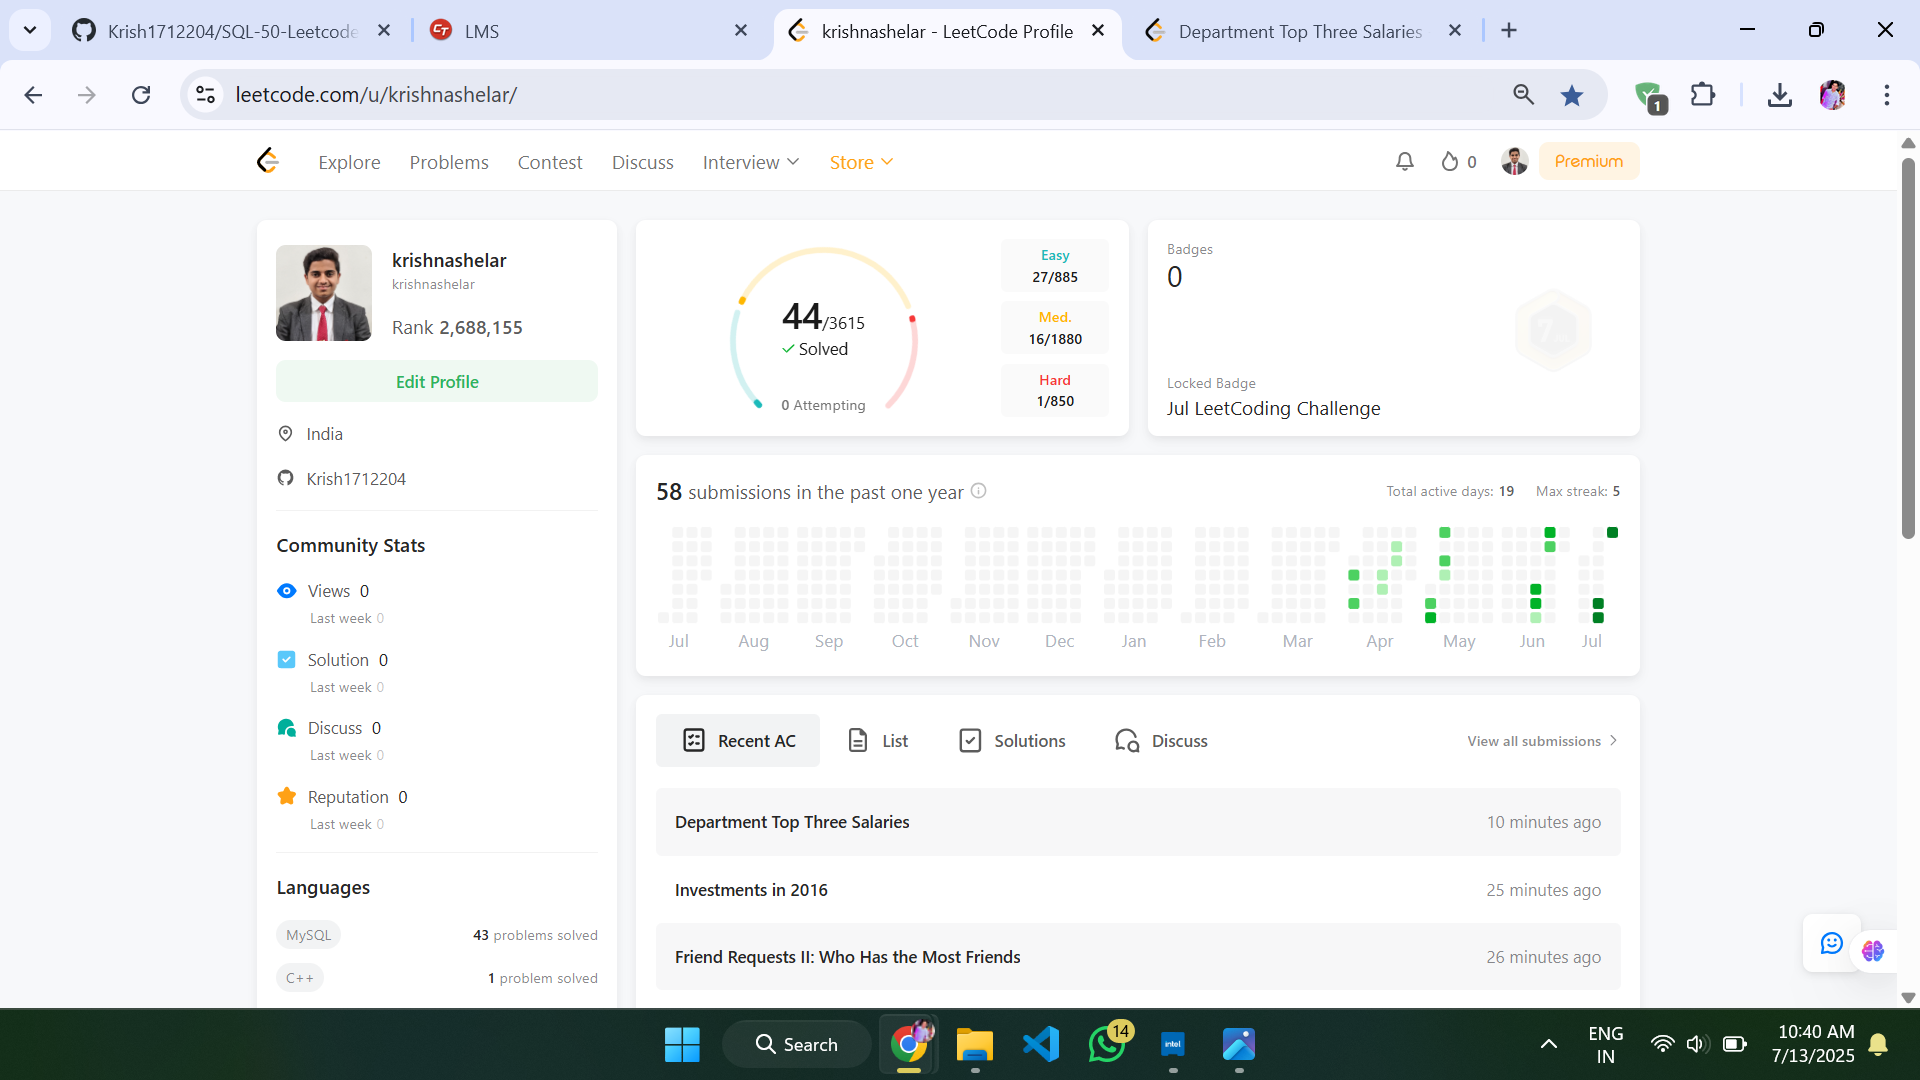 Krish1712204/SQL-50-Leetcode
LMS
krishnashelar - LeetCode Profile
Department Top Three Salaries
leetcode.com/u/krishnashelar/
1
Explore
Problems
Contest
Discuss
Interview
Store
0
Premium
krishnashelar
krishnashelar
Rank 2,688,155
Edit Profile
India
Krish1712204
Community Stats
Views 0
Last week 0
Solution 0
Last week 0
Discuss 0
Last week 0
Reputation 0
Last week 0
Languages
MySQL
43 problems solved
C++
1 problem solved
44/3615
Solved
0 Attempting
Easy
27/885
Med.
16/1880
Hard
1/850
Badges
0
Locked Badge
Jul LeetCoding Challenge
58 submissions in the past one year
Total active days: 19
Max streak: 5
Jul Aug Sep Oct Nov Dec Jan Feb Mar Apr May Jun Jul
Recent AC
List
Solutions
Discuss
View all submissions
Department Top Three Salaries
10 minutes ago
Investments in 2016
25 minutes ago
Friend Requests II: Who Has the Most Friends
26 minutes ago
Search
14
intel
ENG
IN
10:40 AM
7/13/2025